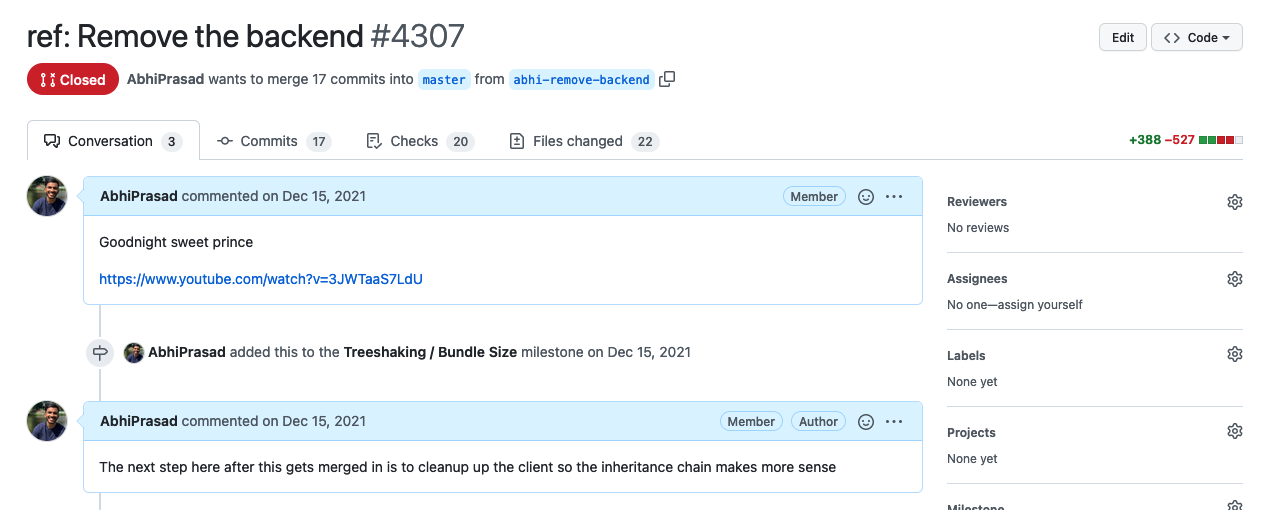 ref: Remove the backend #4307
Edit
<> Code
Closed
AbhiPrasad wants to merge 17 commits into master from abhi-remove-backend
Conversation 3
Commits 17
Checks 20
Files changed 22
+388 −527
AbhiPrasad commented on Dec 15, 2021
Member
Goodnight sweet prince
https://www.youtube.com/watch?v=3JWTaaS7LdU
AbhiPrasad added this to the Treeshaking / Bundle Size milestone on Dec 15, 2021
AbhiPrasad commented on Dec 15, 2021
Member
Author
The next step here after this gets merged in is to cleanup up the client so the inheritance chain makes more sense
Reviewers
No reviews
Assignees
No one—assign yourself
Labels
None yet
Projects
None yet
Milestone